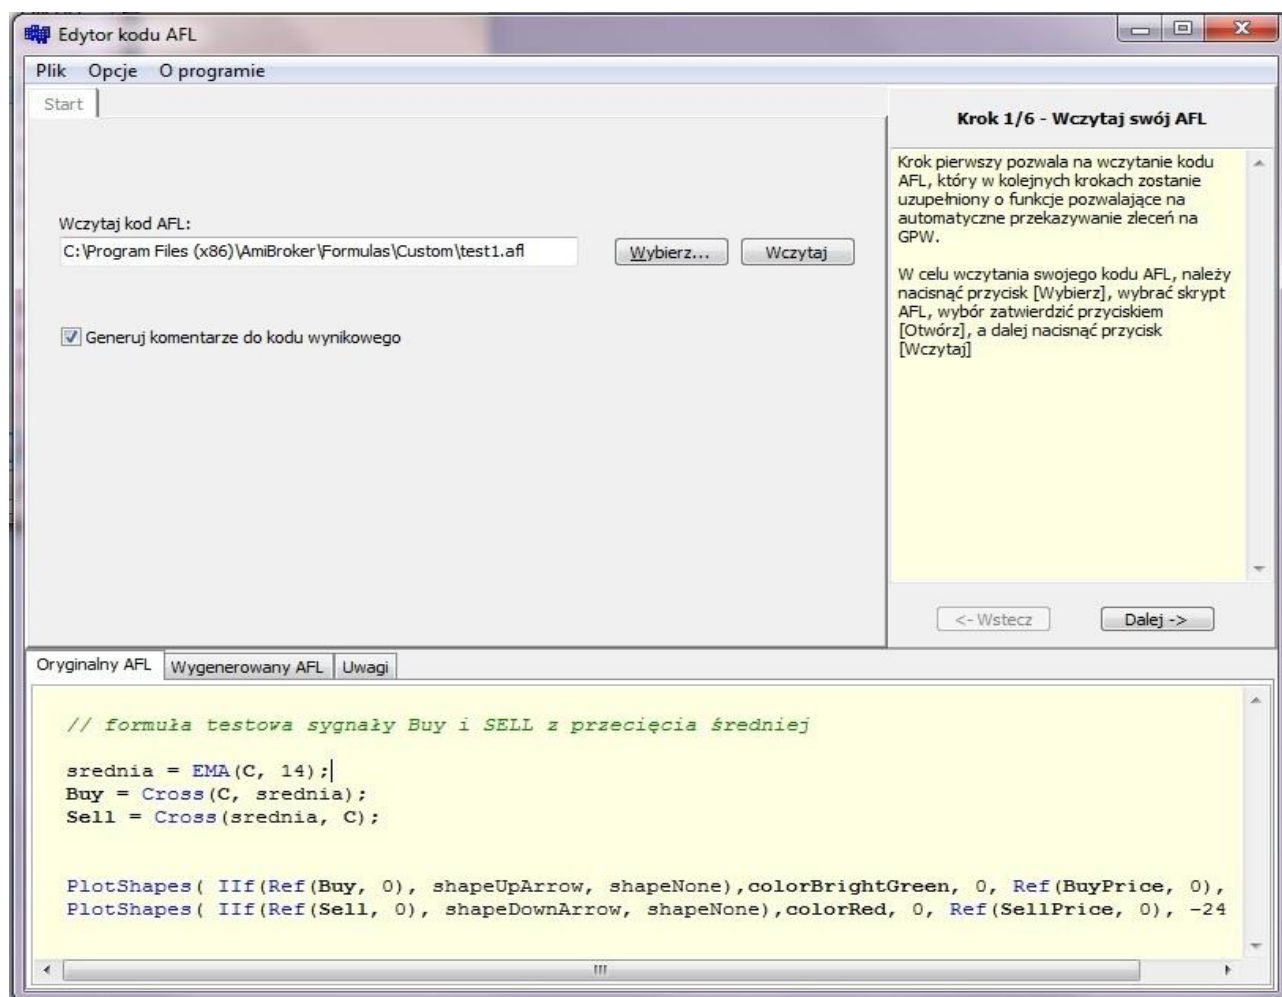 Edytor kodu AFL
Plik Opcje O programie
Start
Wczytaj kod AFL:
C:\Program Files (x86)\AmiBroker\Formulas\Custom\test1.afl
Wybierz...
Wczytaj
Generuj komentarze do kodu wynikowego
Krok 1/6 - Wczytaj swój AFL
Krok pierwszy pozwala na wczytanie kodu
AFL, który w kolejnych krokach zostanie
uzupełniony o funkcje pozwalające na
automatyczne przekazywanie zleceń na
GPW.
W celu wczytania swojego kodu AFL, należy
nacisnąć przycisk [Wybierz], wybrać skrypt
AFL, wybór zatwierdzić przyciskiem
[Otwórz], a dalej nacisnąć przycisk
[Wczytaj]
<- Wstecz
Dalej ->
Oryginalny AFL
Wygenerowany AFL
Uwagi
// formuła testowa sygnały Buy i SELL z przecięcia średniej
srednia = EMA(C, 14);
Buy = Cross(C, srednia);
Sell = Cross(srednia, C);
PlotShapes( IIf(Ref(Buy, 0), shapeUpArrow, shapeNone),colorBrightGreen, 0, Ref(BuyPrice, 0),
PlotShapes( IIf(Ref(Sell, 0), shapeDownArrow, shapeNone),colorRed, 0, Ref(SellPrice, 0), -24